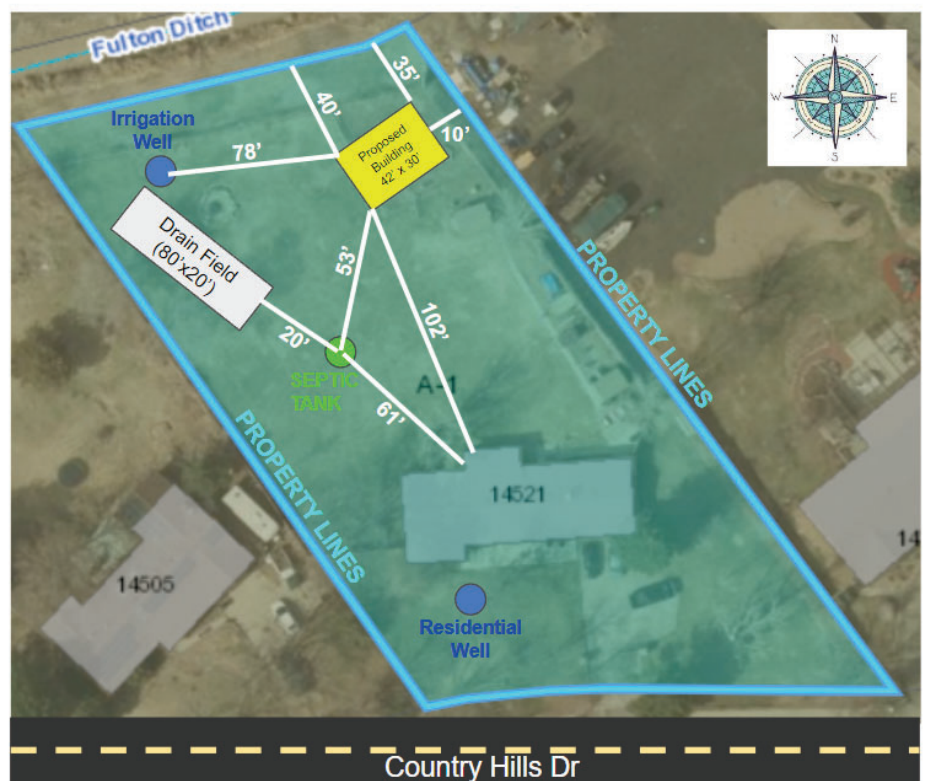 Fulton Ditch
N
W
E
S
35'
40'
10'
Irrigation
Well
78'
Proposed
Building
42' x 30'
Drain Field
(80'x20')
53'
102'
20'
SEPTIC
TANK
A-1
61'
PROPERTY LINES
PROPERTY LINES
14521
14505
14
Residential
Well
Country Hills Dr